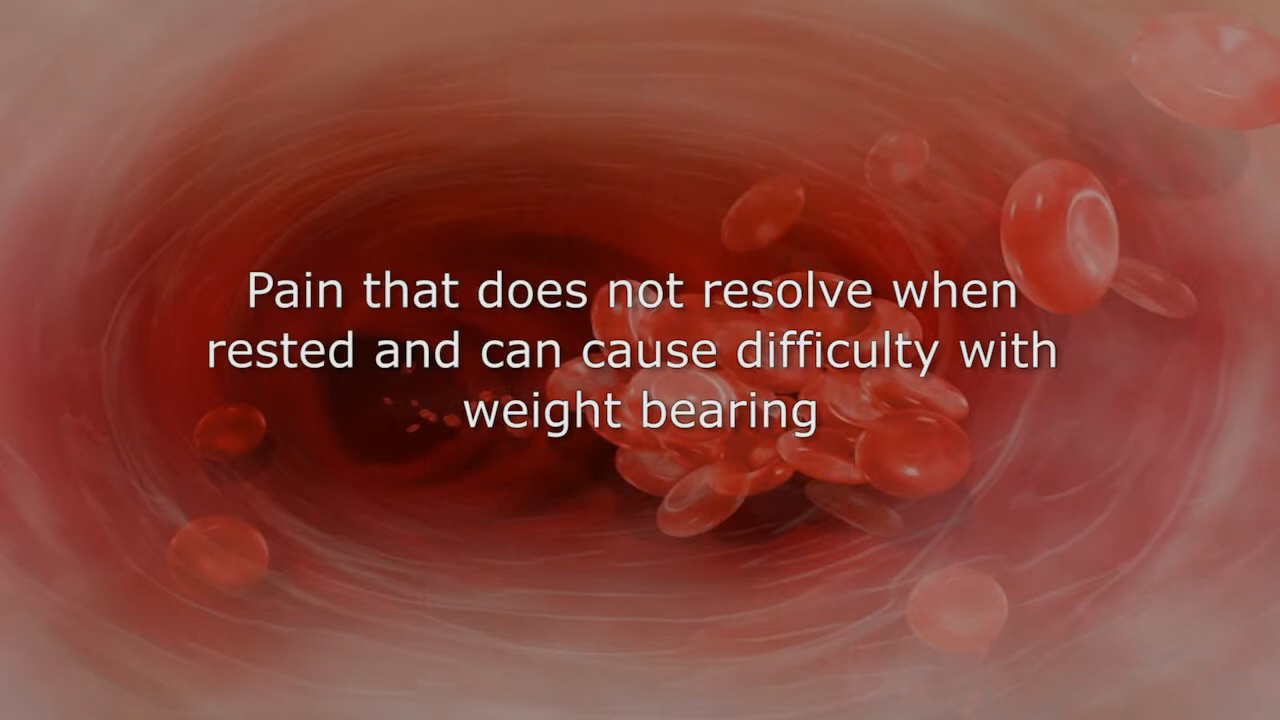 Pain that does not resolve when
rested and can cause difficulty with
weight bearing